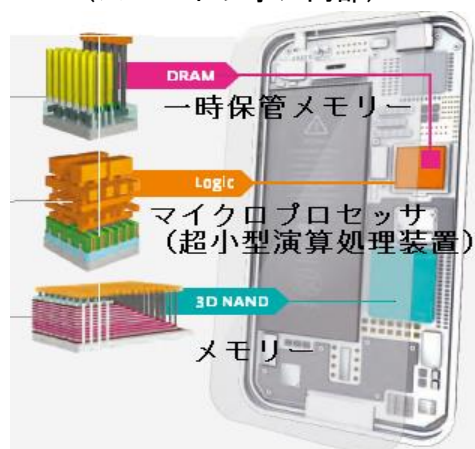 DRAM
一時保管メモリー
Logic
マイクロプロセッサ
(超小型演算処理装置)
3D NAND
メモリー